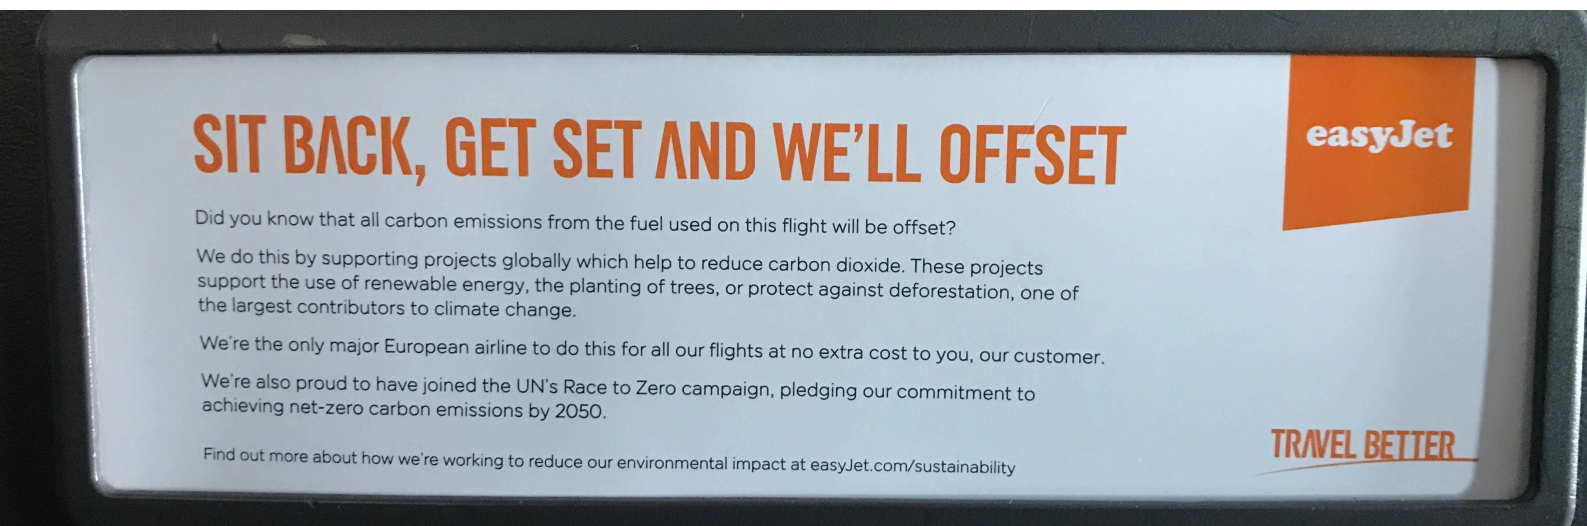 SIT BACK, GET SET AND WE'LL OFFSET
easyJet
Did you know that all carbon emissions from the fuel used on this flight will be offset?
We do this by supporting projects globally which help to reduce carbon dioxide. These projects
support the use of renewable energy, the planting of trees, or protect against deforestation, one of
the largest contributors to climate change.
We're the only major European airline to do this for all our flights at no extra cost to you, our customer.
We're also proud to have joined the UN's Race to Zero campaign, pledging our commitment to
achieving net-zero carbon emissions by 2050.
Find out more about how we're working to reduce our environmental impact at easyJet.com/sustainability
TRAVEL BETTER